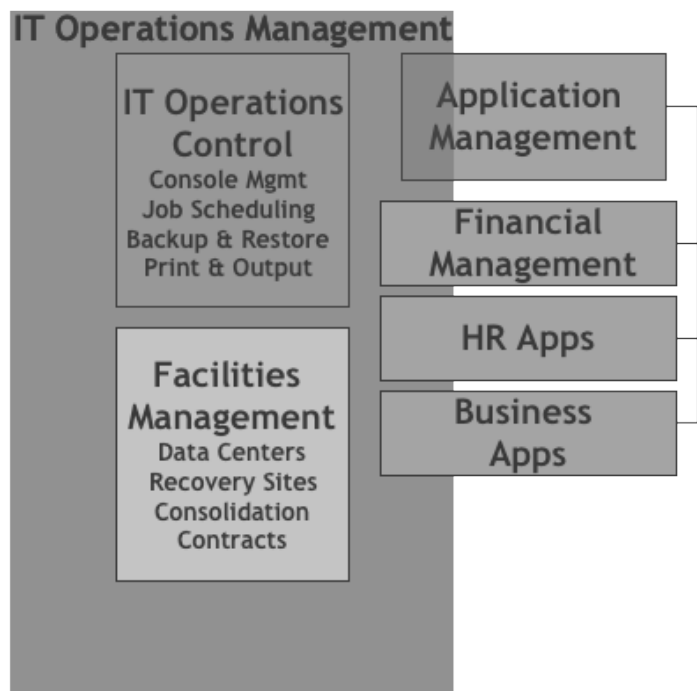 IT Operations Management
IT Operations
Control
Console Mgmt
Job Scheduling
Backup & Restore
Print & Output
Facilities
Management
Data Centers
Recovery Sites
Consolidation
Contracts
Application
Management
Financial
Management
HR Apps
Business
Apps